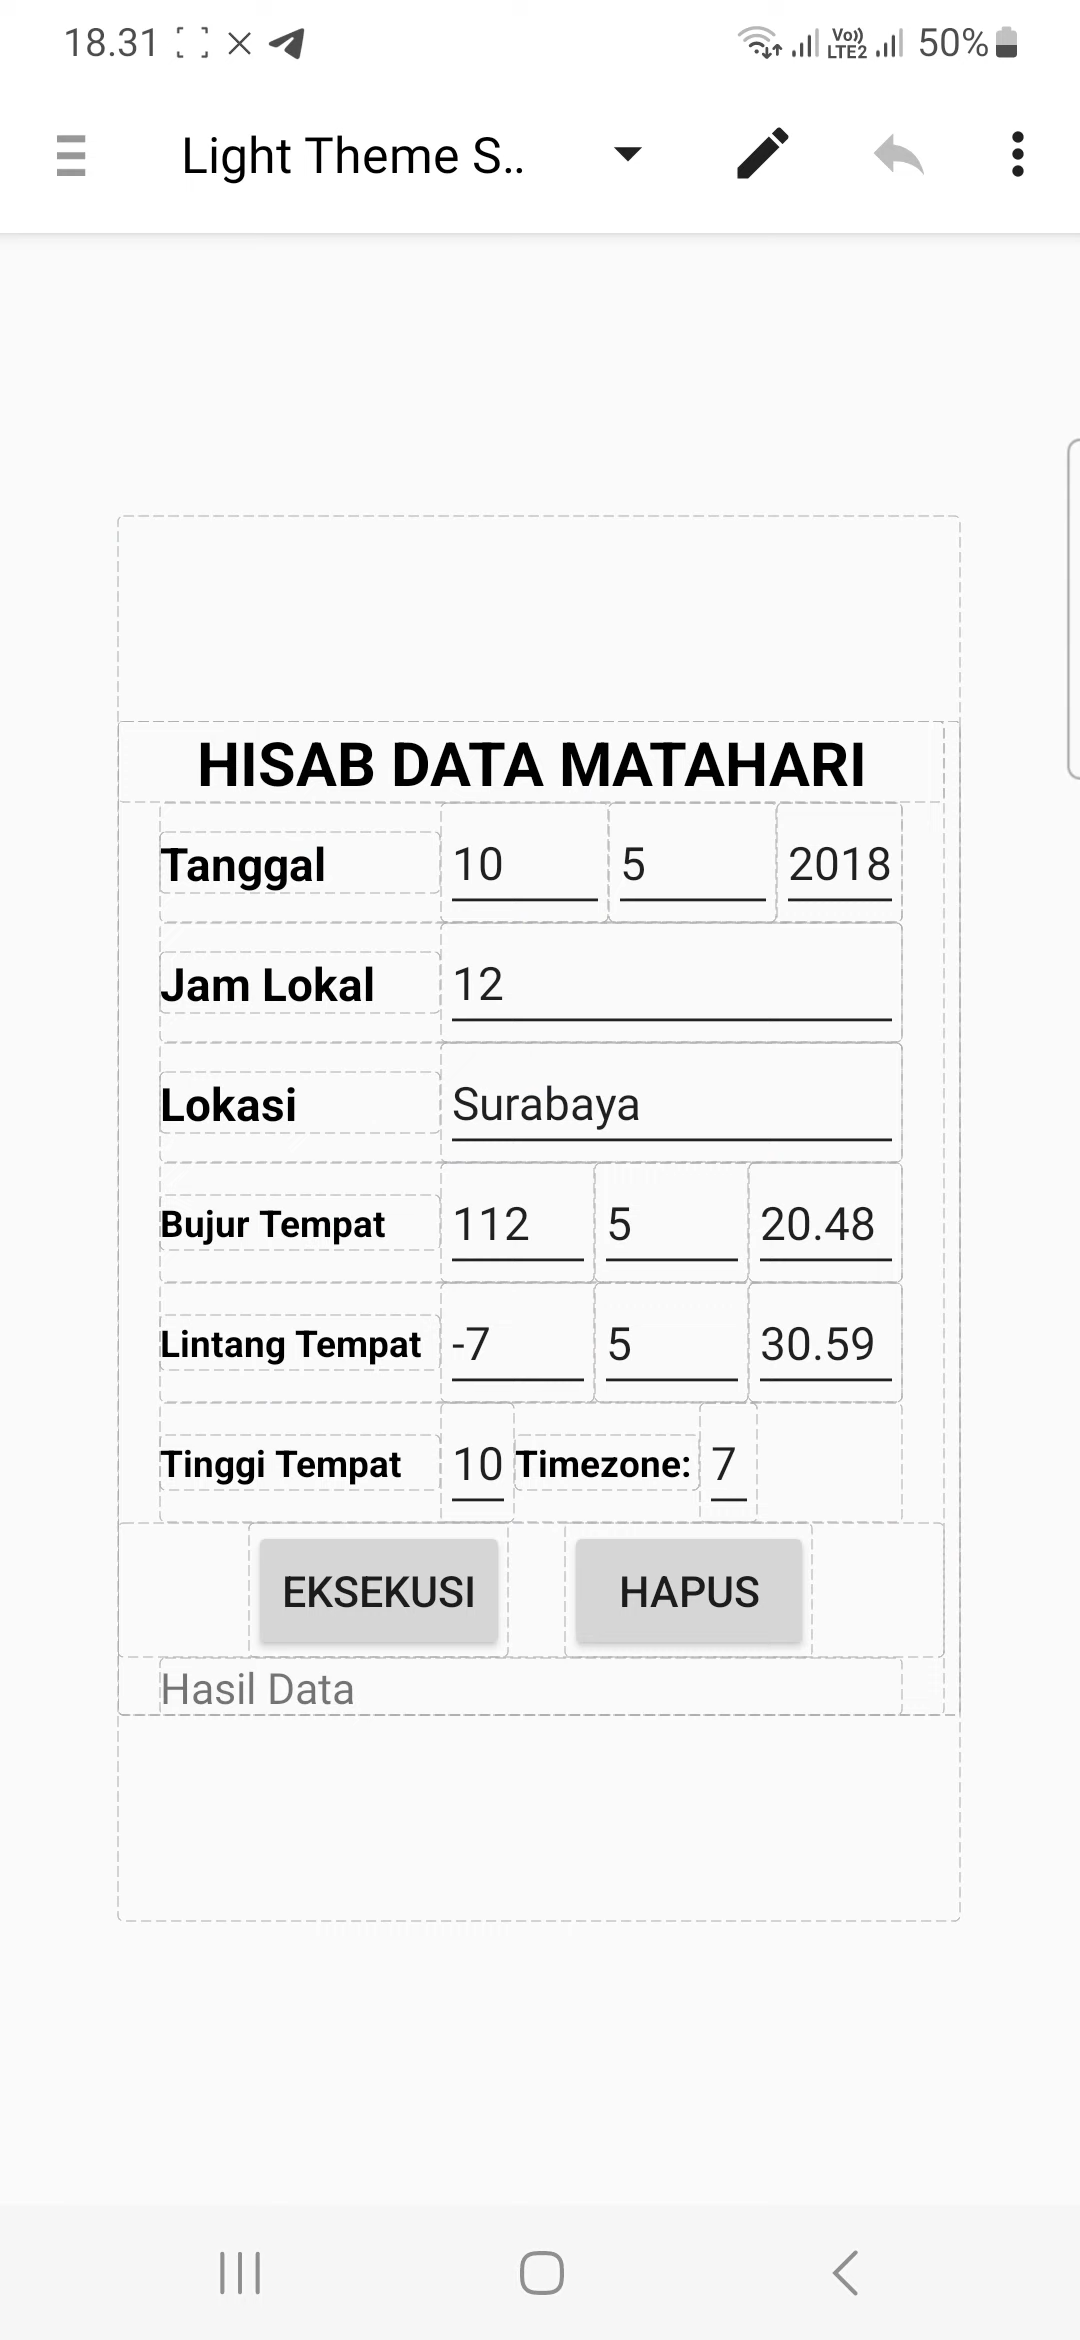 18.31 Vo)) LTE2 50%
Light Theme S..
HISAB DATA MATAHARI
Tanggal 10 5 2018
Jam Lokal 12
Lokasi Surabaya
Bujur Tempat 112 5 20.48
Lintang Tempat -7 5 30.59
Tinggi Tempat 10 Timezone: 7
EKSEKUSI HAPUS
Hasil Data